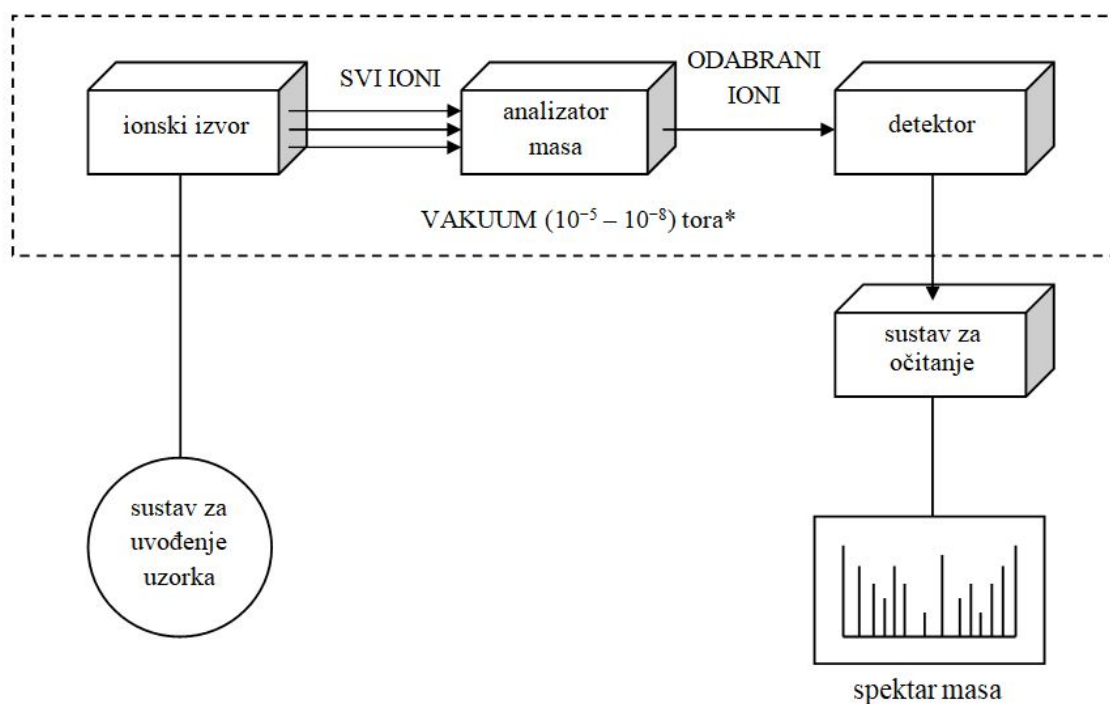 SVI IONI
ODABRANI
IONI
ionski izvor
analizator
masa
detektor
VAKUUM (10⁻⁵ – 10⁻⁸) tora*
sustav za
očitanje
sustav za
uvođenje
uzorka
spektar masa